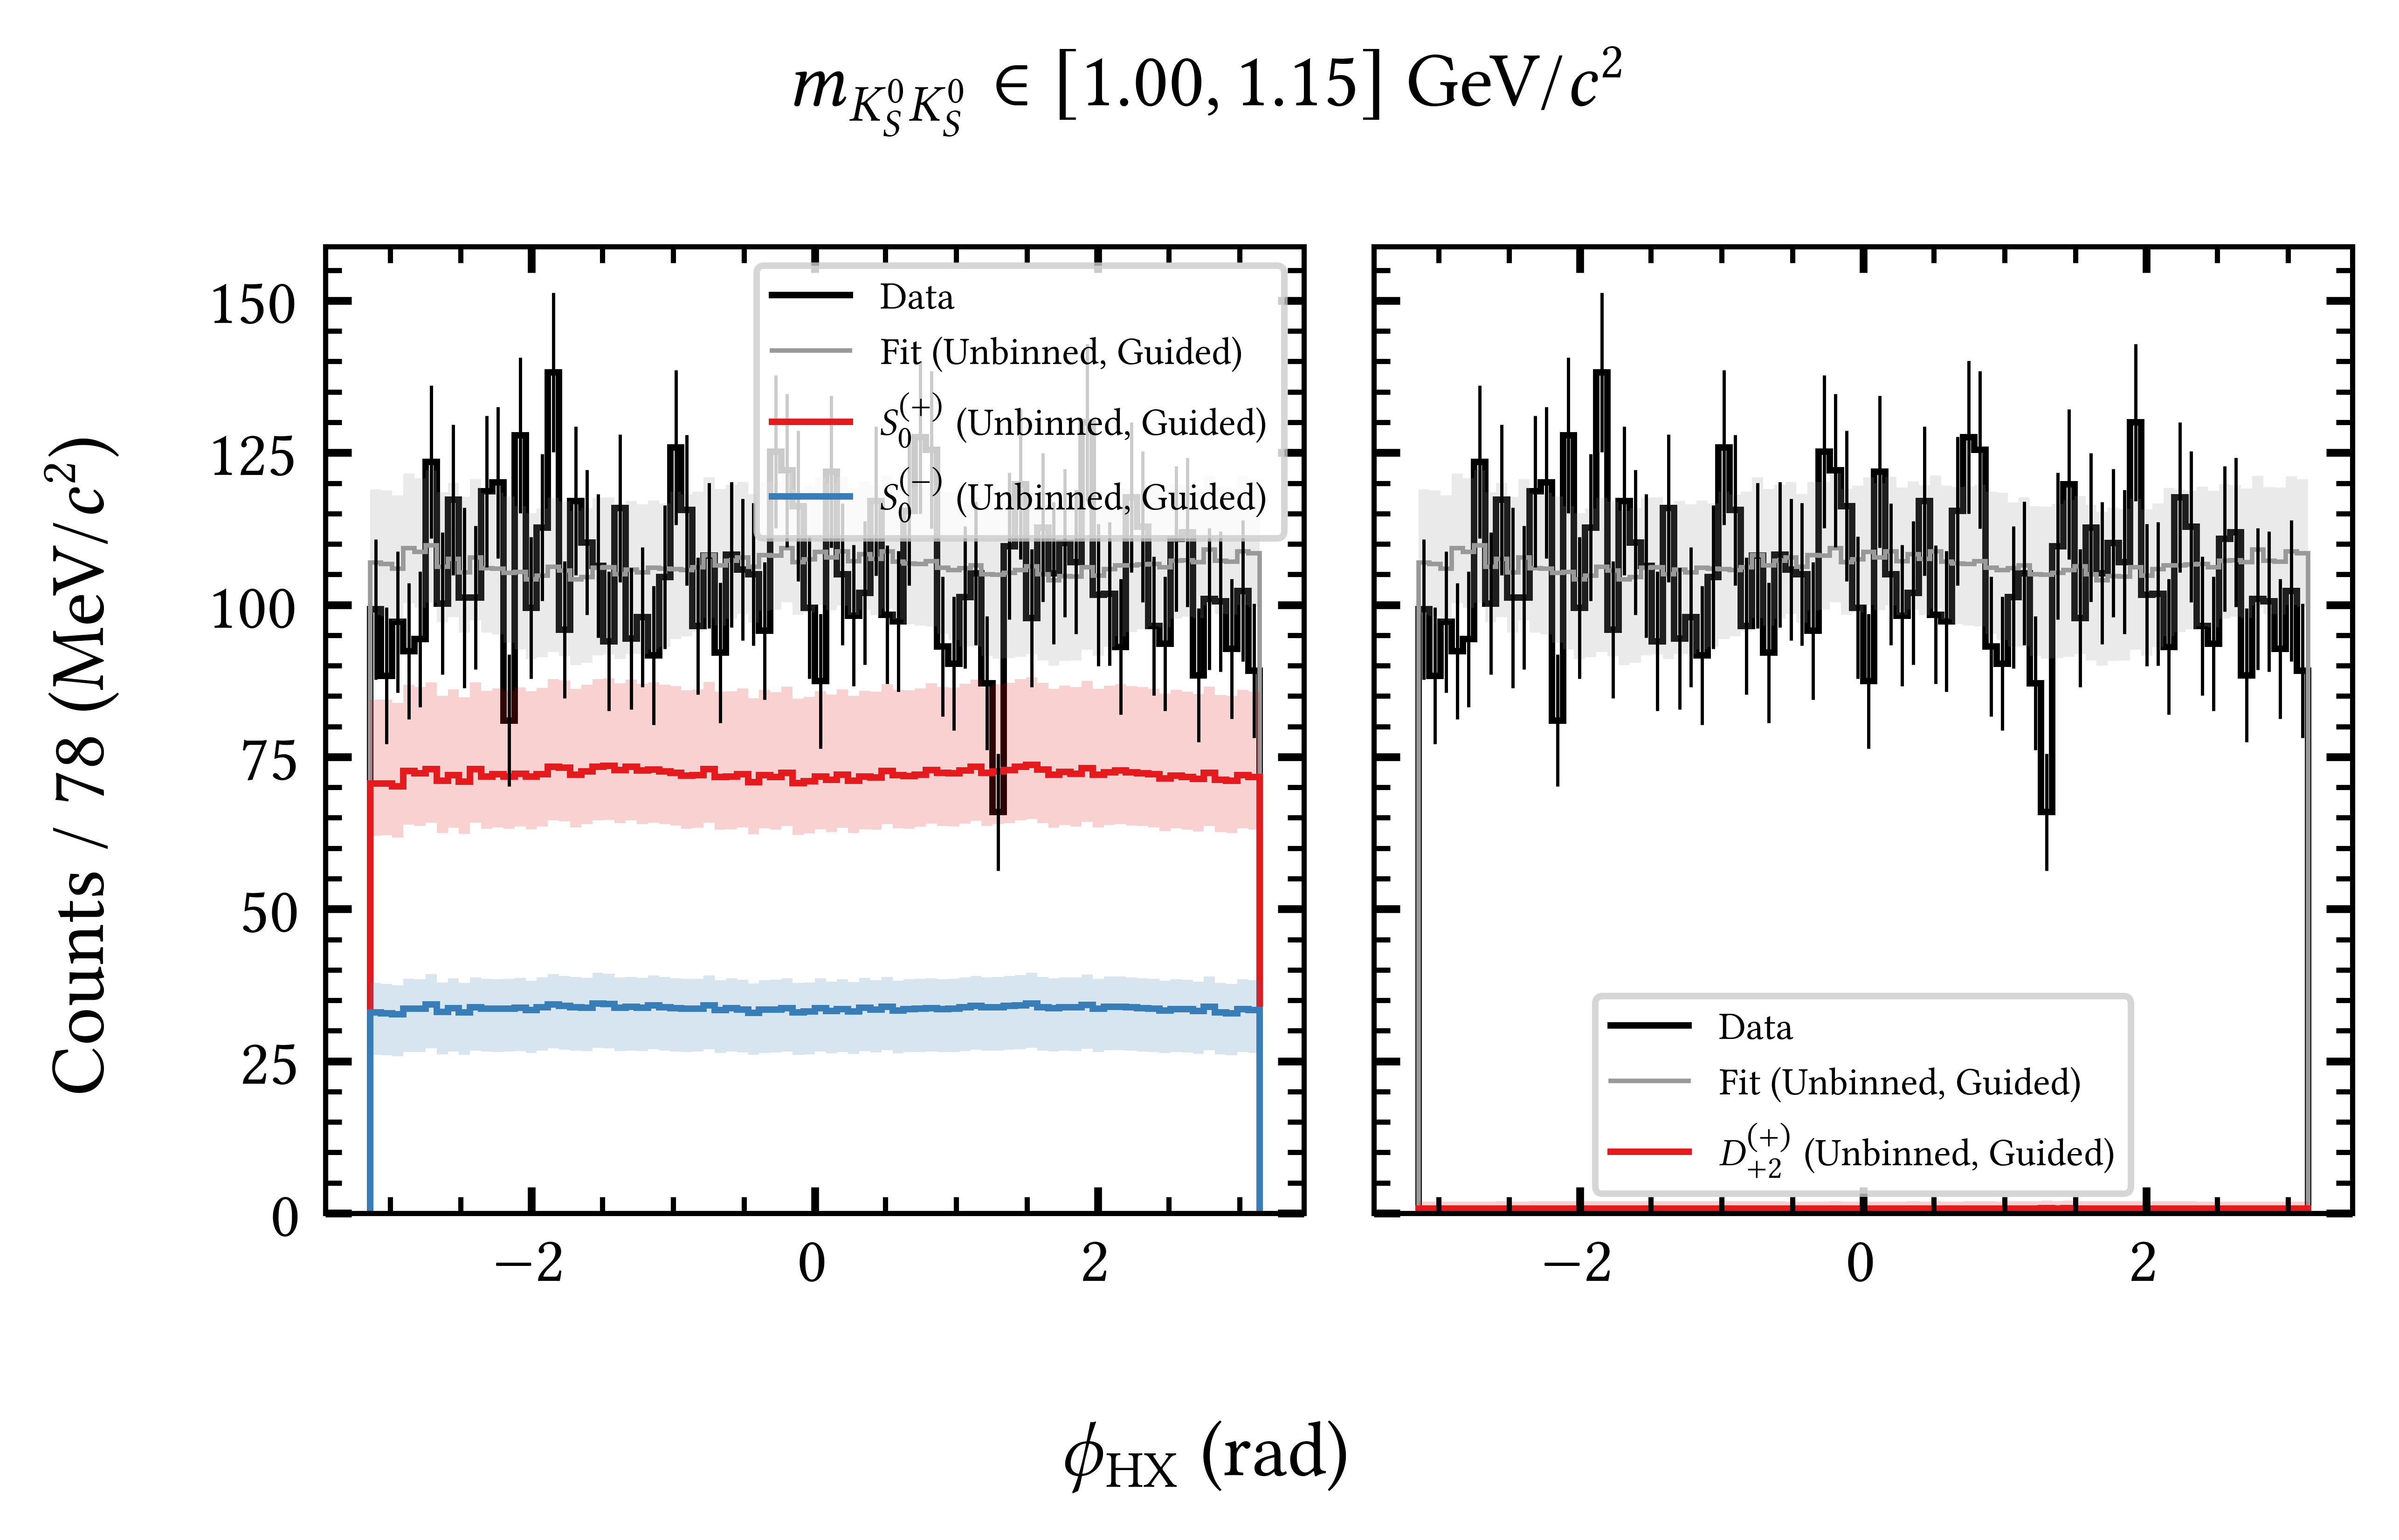 m_{K_S^0 K_S^0} ∈ [1.00, 1.15] GeV/c²
Counts / 78 (MeV/c²)
150
125
100
75
50
25
0
Data
Fit (Unbinned, Guided)
S_0^{(+)} (Unbinned, Guided)
S_0^{(−)} (Unbinned, Guided)
−2
0
2
Data
Fit (Unbinned, Guided)
D_{+2}^{(+)} (Unbinned, Guided)
−2
0
2
ϕ_{HX} (rad)